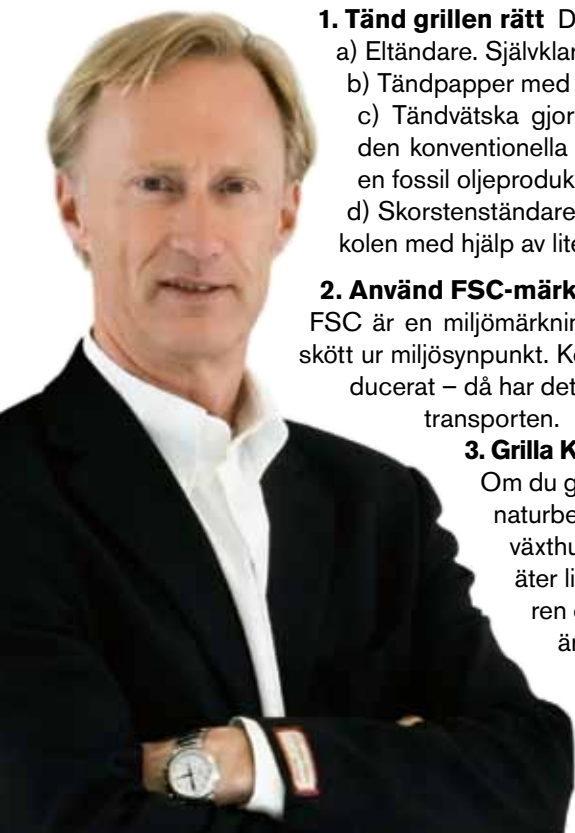 1. Tänd grillen rätt D
a) Eltändare. Självklar
b) Tändpapper med
c) Tändvätska gjor
den konventionella
en fossil oljeproduk
d) Skorstenständare
kolen med hjälp av lite
2. Använd FSC-märk
FSC är en miljömärknin
skött ur miljösynpunkt. Ko
ducerat – då har det
transporten.
3. Grilla K
Om du g
naturbe
växthu
äter li
ren
är